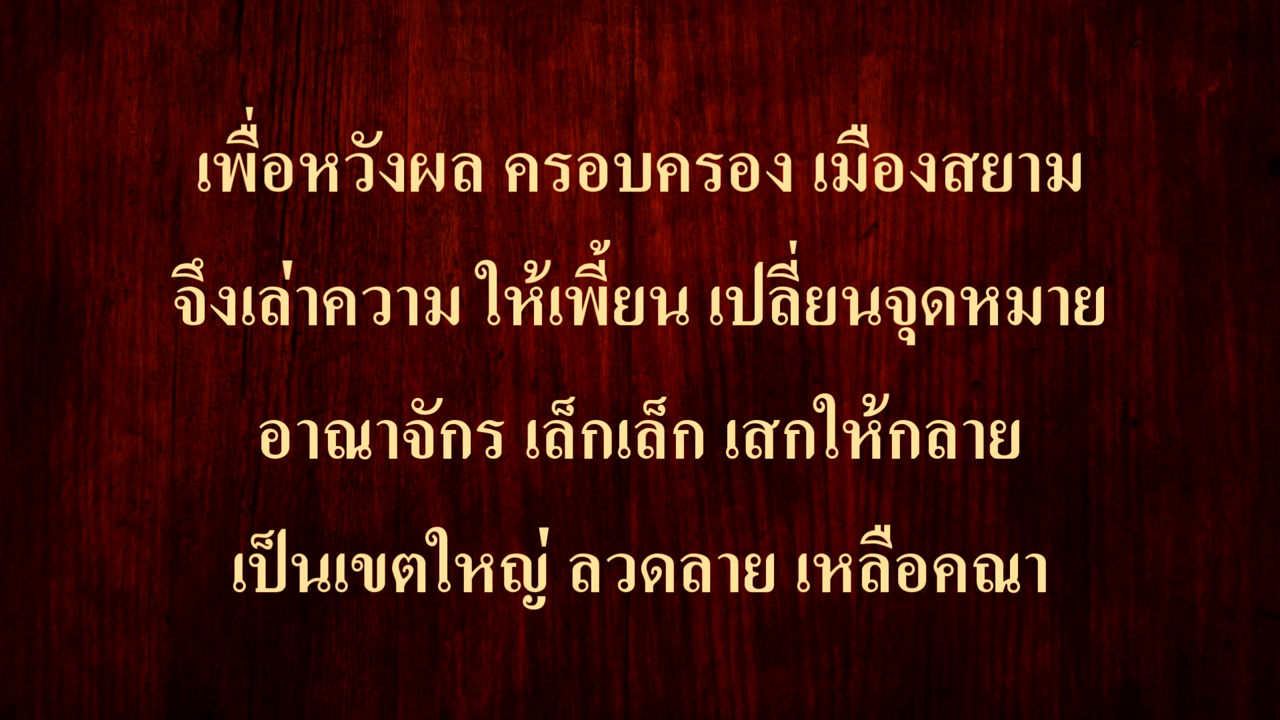 เพื่อหวังผล ครอบครอง เมืองสยาม
จึงเล่าความ ให้เพี้ยน เปลี่ยนจุดหมาย
อาณาจักร เล็กเล็ก เสกให้กลาย
เป็นเขตใหญ่ ลวดลาย เหลือคณา